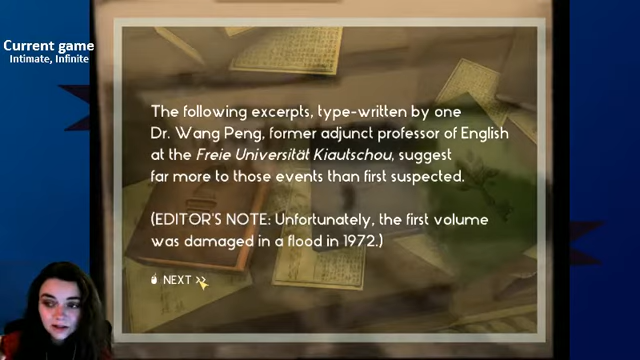 Current game
Intimate, Infinite
The following excerpts, type-written by one
Dr. Wang Peng, former adjunct professor of English
at the Freie Universität Kiautschou, suggest
far more to those events than first suspected.
(EDITOR'S NOTE: Unfortunately, the first volume
was damaged in a flood in 1972.)
NEXT >>